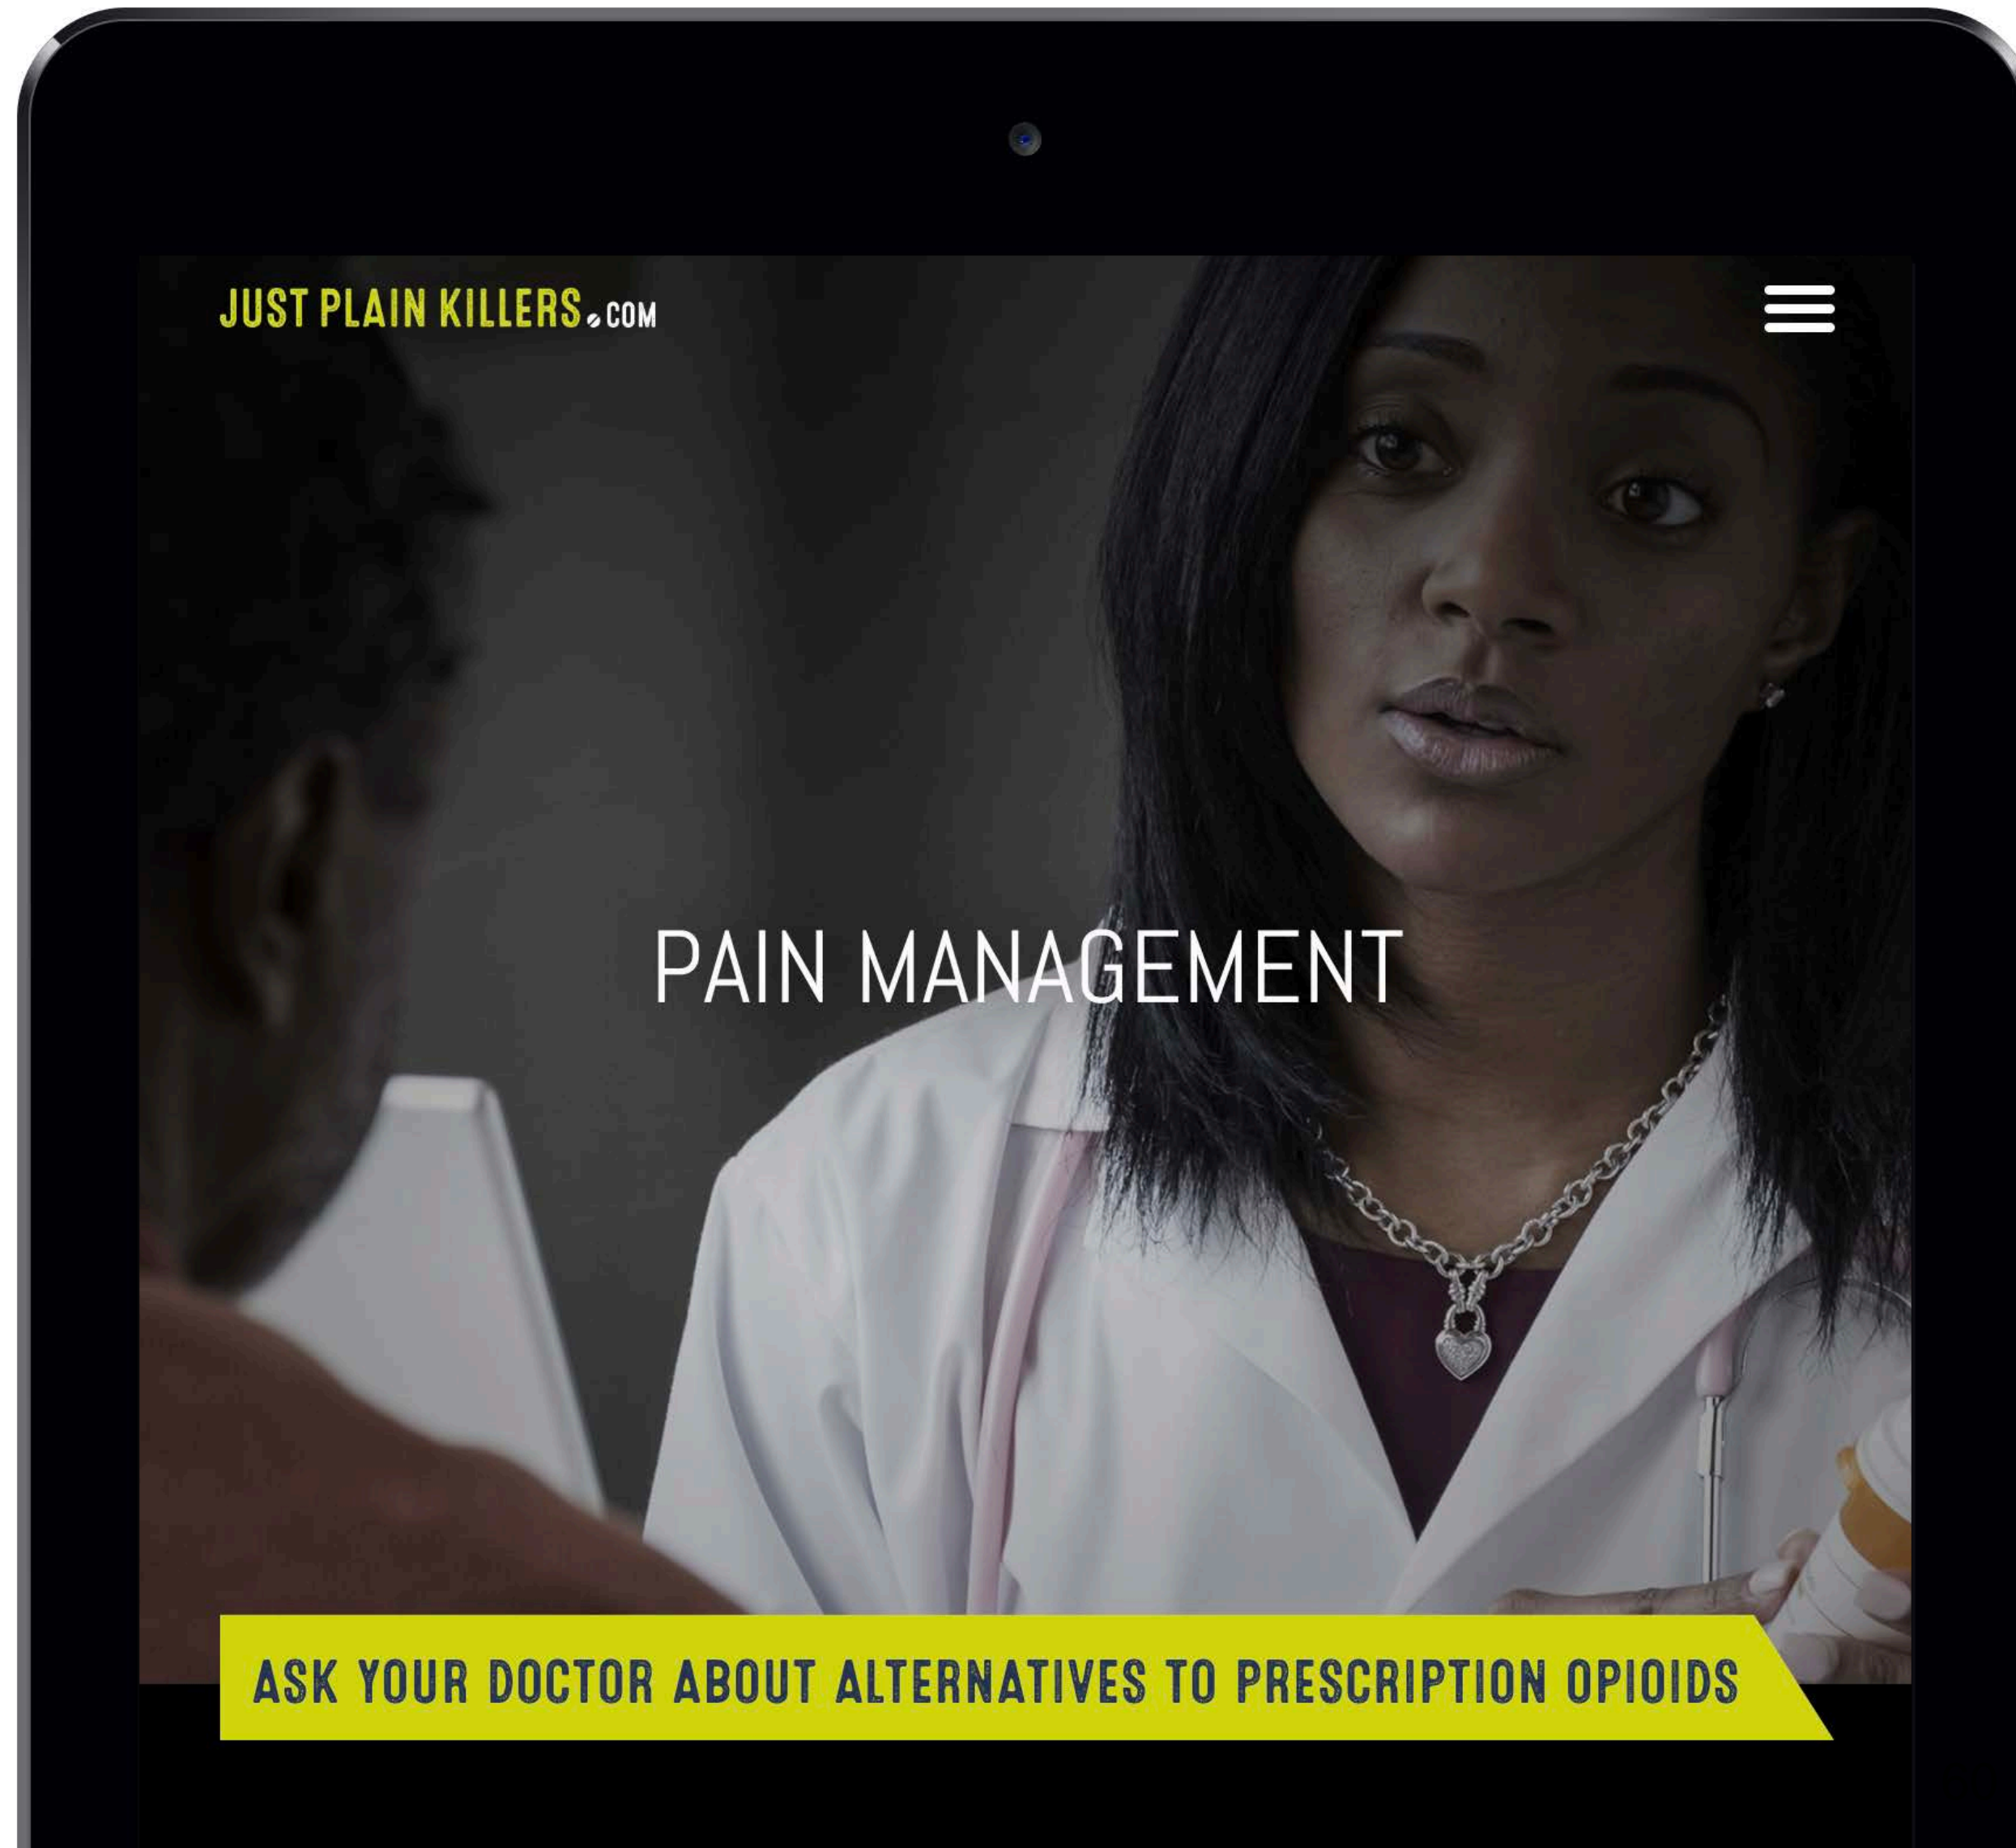 JUST PLAIN KILLERS.COM
PAIN MANAGEMENT
ASK YOUR DOCTOR ABOUT ALTERNATIVES TO PRESCRIPTION OPIOIDS